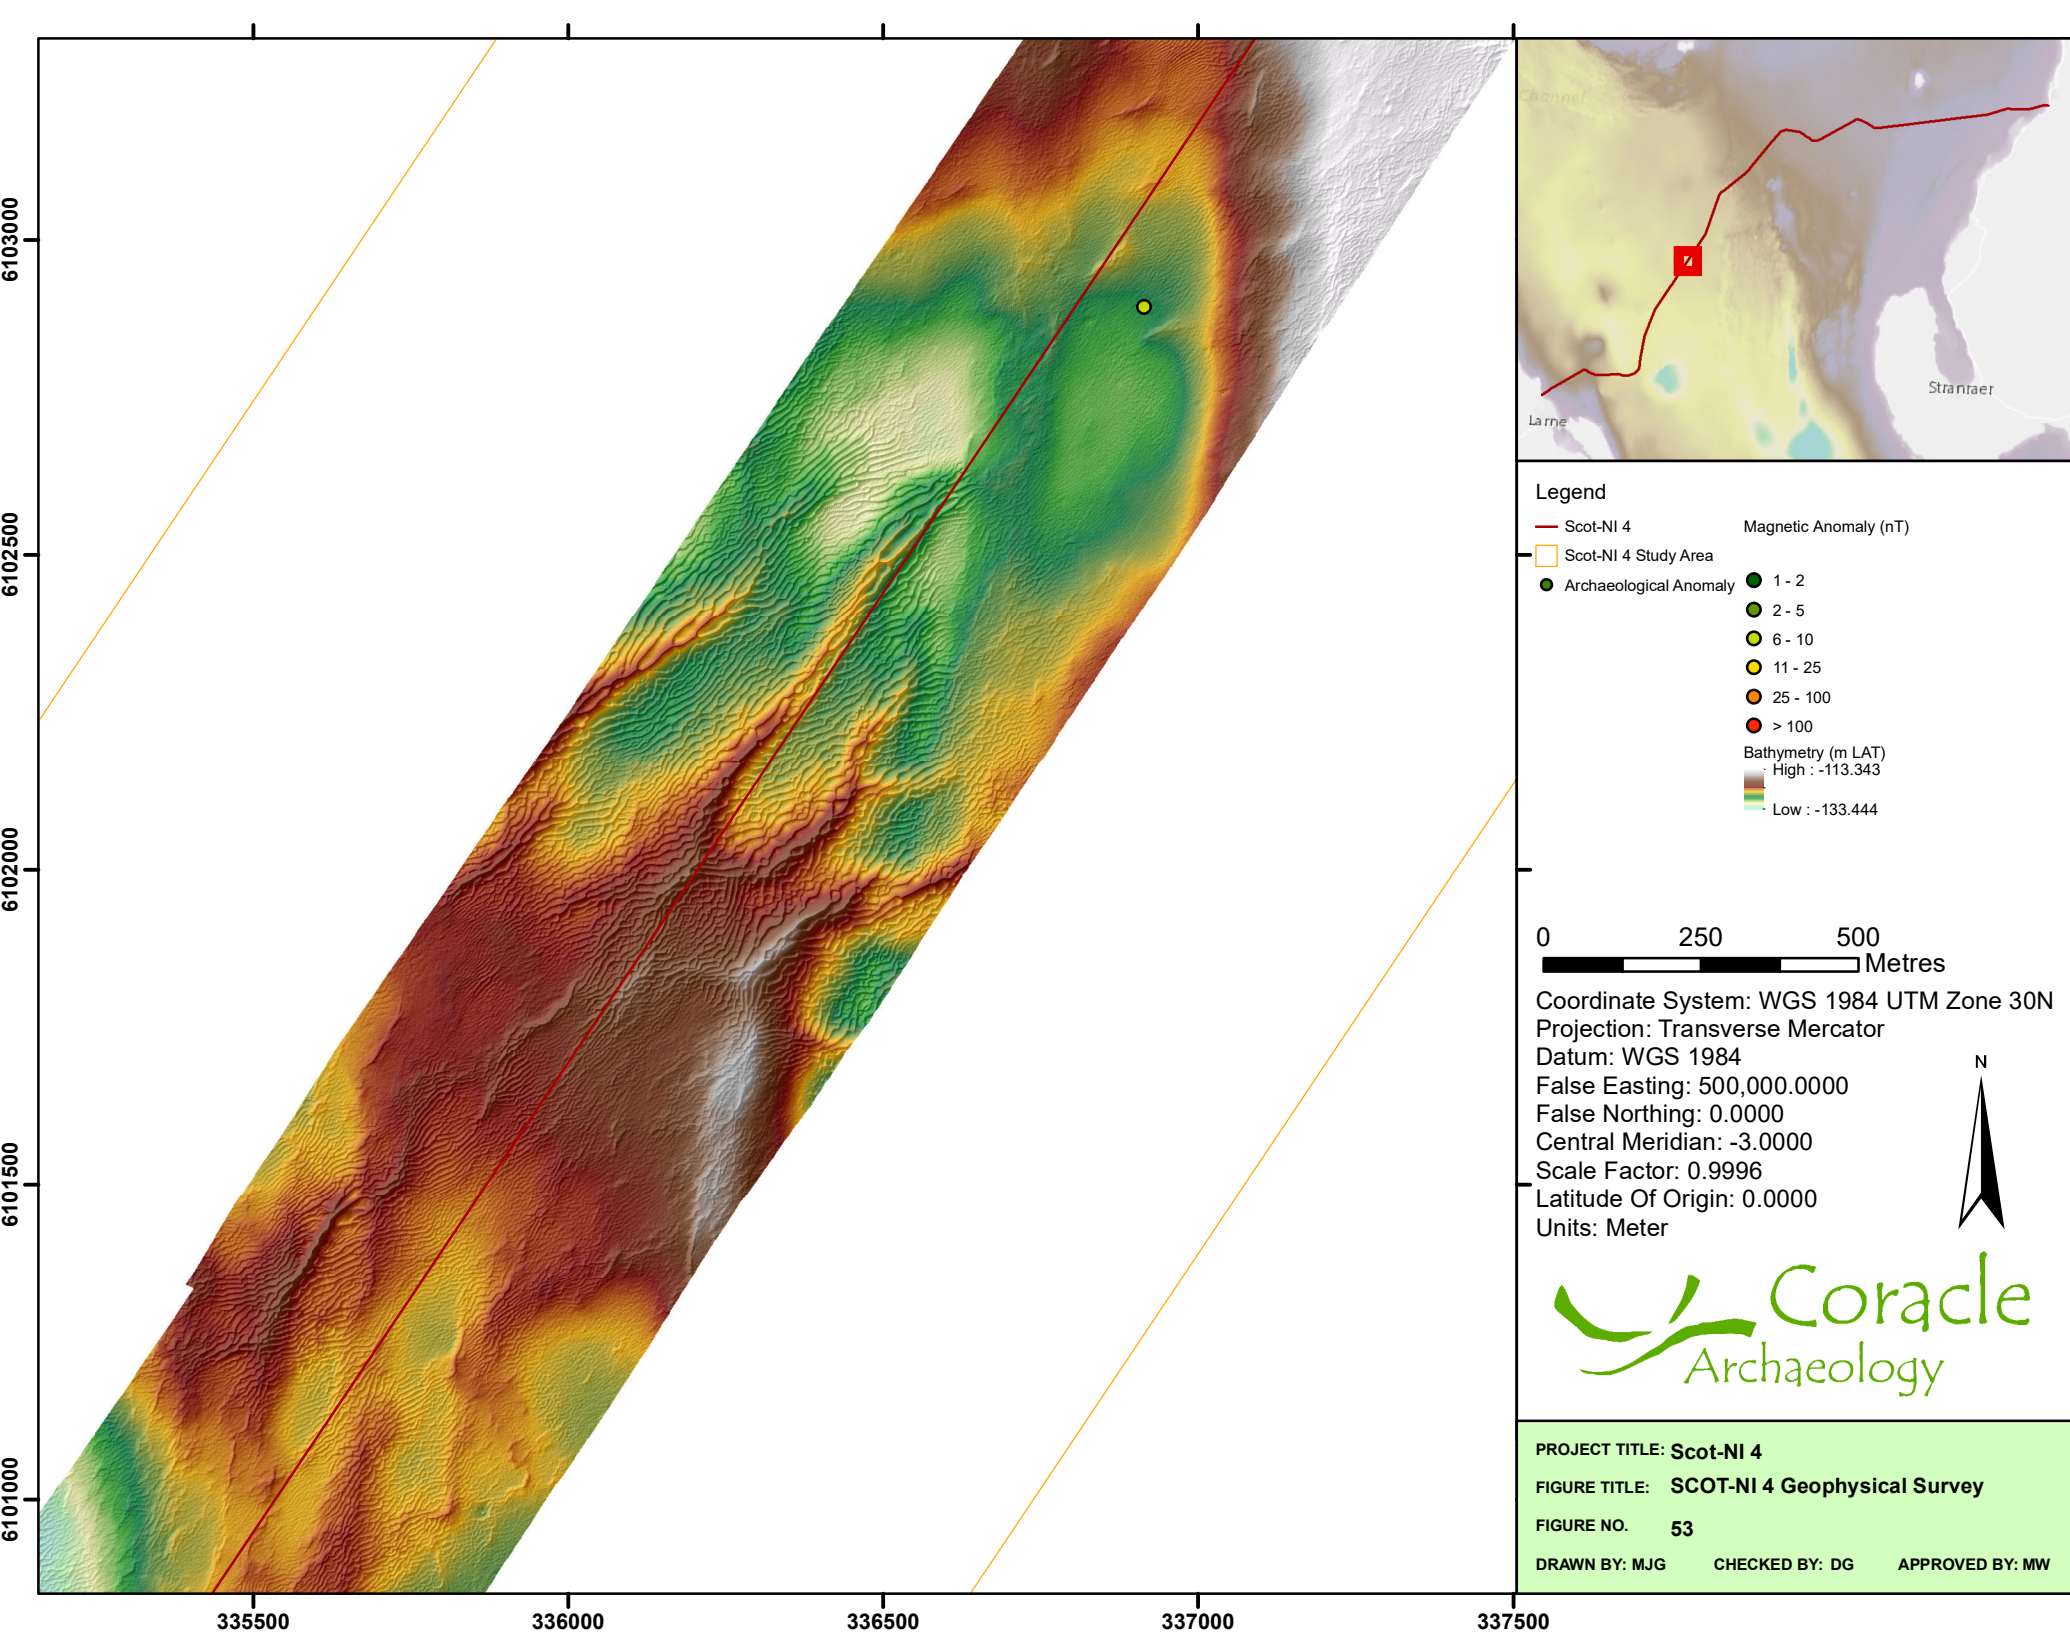 6103000
6102500
6102000
6101500
6101000
335500
336000
336500
337000
337500
Channel
Stranraer
Larne
Legend
Scot-NI 4
Scot-NI 4 Study Area
Archaeological Anomaly
Magnetic Anomaly (nT)
1 - 2
2 - 5
6 - 10
11 - 25
25 - 100
> 100
Bathymetry (m LAT)
High : -113.343
Low : -133.444
0 250 500
Metres
Coordinate System: WGS 1984 UTM Zone 30N
Projection: Transverse Mercator
Datum: WGS 1984
False Easting: 500,000.0000
False Northing: 0.0000
Central Meridian: -3.0000
Scale Factor: 0.9996
Latitude Of Origin: 0.0000
Units: Meter
N
Coracle
Archaeology
PROJECT TITLE: Scot-NI 4
FIGURE TITLE: SCOT-NI 4 Geophysical Survey
FIGURE NO. 53
DRAWN BY: MJG CHECKED BY: DG APPROVED BY: MW